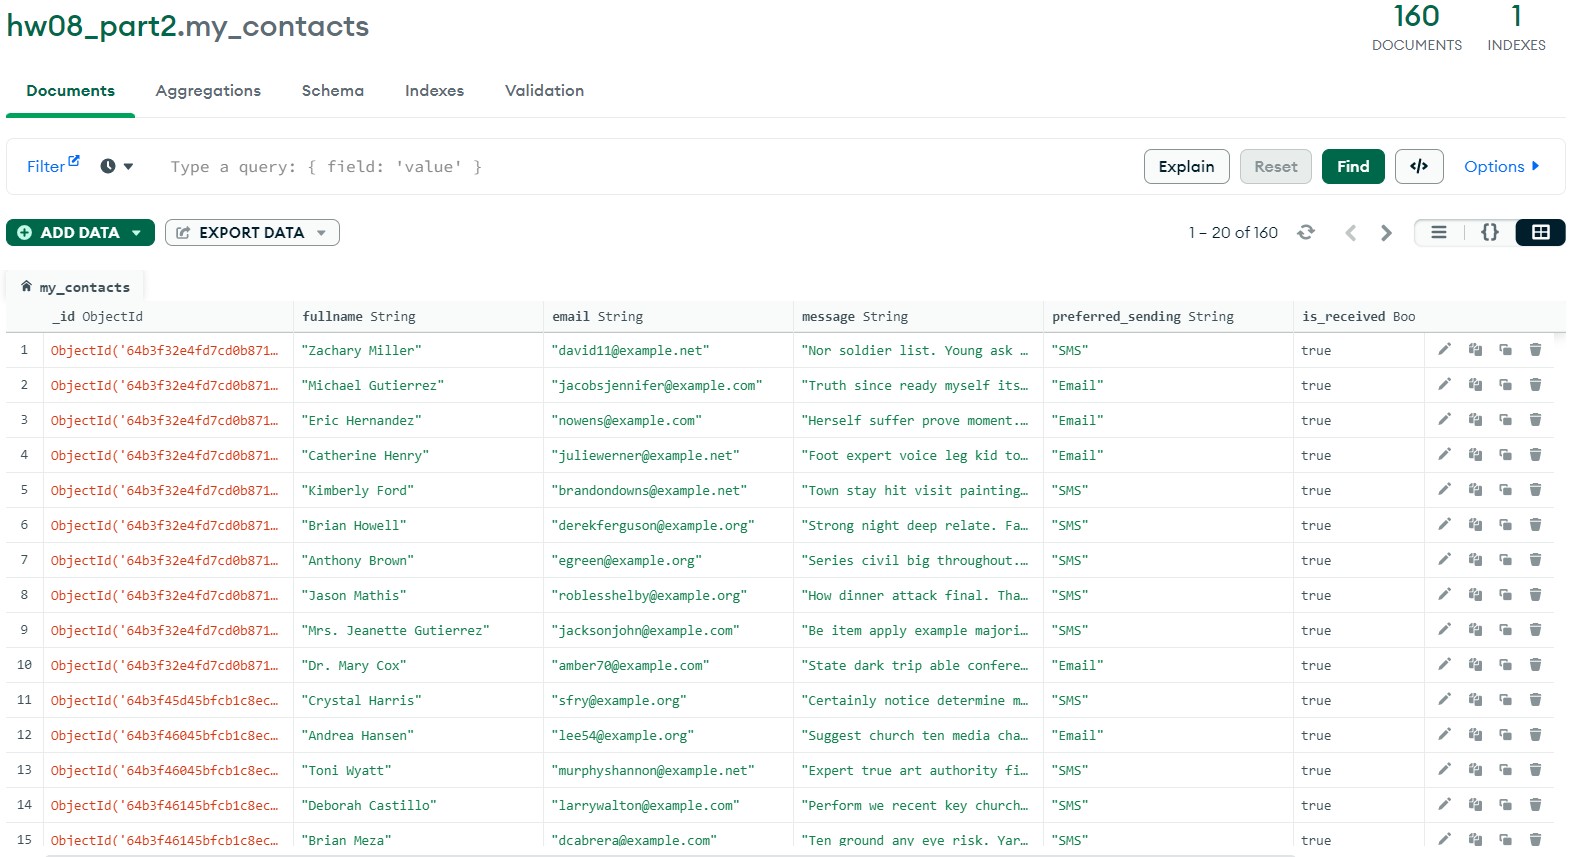 hw08_part2.my_contacts
160 1
DOCUMENTS INDEXES
Documents Aggregations Schema Indexes Validation
Filter Type a query: { field: 'value' } Explain Reset Find </> Options
ADD DATA EXPORT DATA 1 – 20 of 160 {}
my_contacts
_id ObjectId fullname String email String message String preferred_sending String is_received Boo
1 ObjectId('64b3f32e4fd7cd0b871… "Zachary Miller" "david11@example.net" "Nor soldier list. Young ask … "SMS" true
2 ObjectId('64b3f32e4fd7cd0b871… "Michael Gutierrez" "jacobsjennifer@example.com" "Truth since ready myself its… "Email" true
3 ObjectId('64b3f32e4fd7cd0b871… "Eric Hernandez" "nowens@example.com" "Herself suffer prove moment.… "Email" true
4 ObjectId('64b3f32e4fd7cd0b871… "Catherine Henry" "juliewerner@example.net" "Foot expert voice leg kid to… "Email" true
5 ObjectId('64b3f32e4fd7cd0b871… "Kimberly Ford" "brandondowns@example.net" "Town stay hit visit painting… "SMS" true
6 ObjectId('64b3f32e4fd7cd0b871… "Brian Howell" "derekferguson@example.org" "Strong night deep relate. Fa… "SMS" true
7 ObjectId('64b3f32e4fd7cd0b871… "Anthony Brown" "egreen@example.org" "Series civil big throughout.… "SMS" true
8 ObjectId('64b3f32e4fd7cd0b871… "Jason Mathis" "roblesshelby@example.org" "How dinner attack final. Tha… "SMS" true
9 ObjectId('64b3f32e4fd7cd0b871… "Mrs. Jeanette Gutierrez" "jacksonjohn@example.com" "Be item apply example majori… "SMS" true
10 ObjectId('64b3f32e4fd7cd0b871… "Dr. Mary Cox" "amber70@example.com" "State dark trip able confere… "Email" true
11 ObjectId('64b3f45d45bfcb1c8ec… "Crystal Harris" "sfry@example.org" "Certainly notice determine m… "SMS" true
12 ObjectId('64b3f46045bfcb1c8ec… "Andrea Hansen" "lee54@example.org" "Suggest church ten media cha… "Email" true
13 ObjectId('64b3f46045bfcb1c8ec… "Toni Wyatt" "murphyshannon@example.net" "Expert true art authority fi… "SMS" true
14 ObjectId('64b3f46145bfcb1c8ec… "Deborah Castillo" "larrywalton@example.com" "Perform we recent key church… "SMS" true
15 ObjectId('64b3f46145bfcb1c8ec… "Brian Meza" "dcabrera@example.com" "Ten ground any eye risk. Yar… "SMS" true